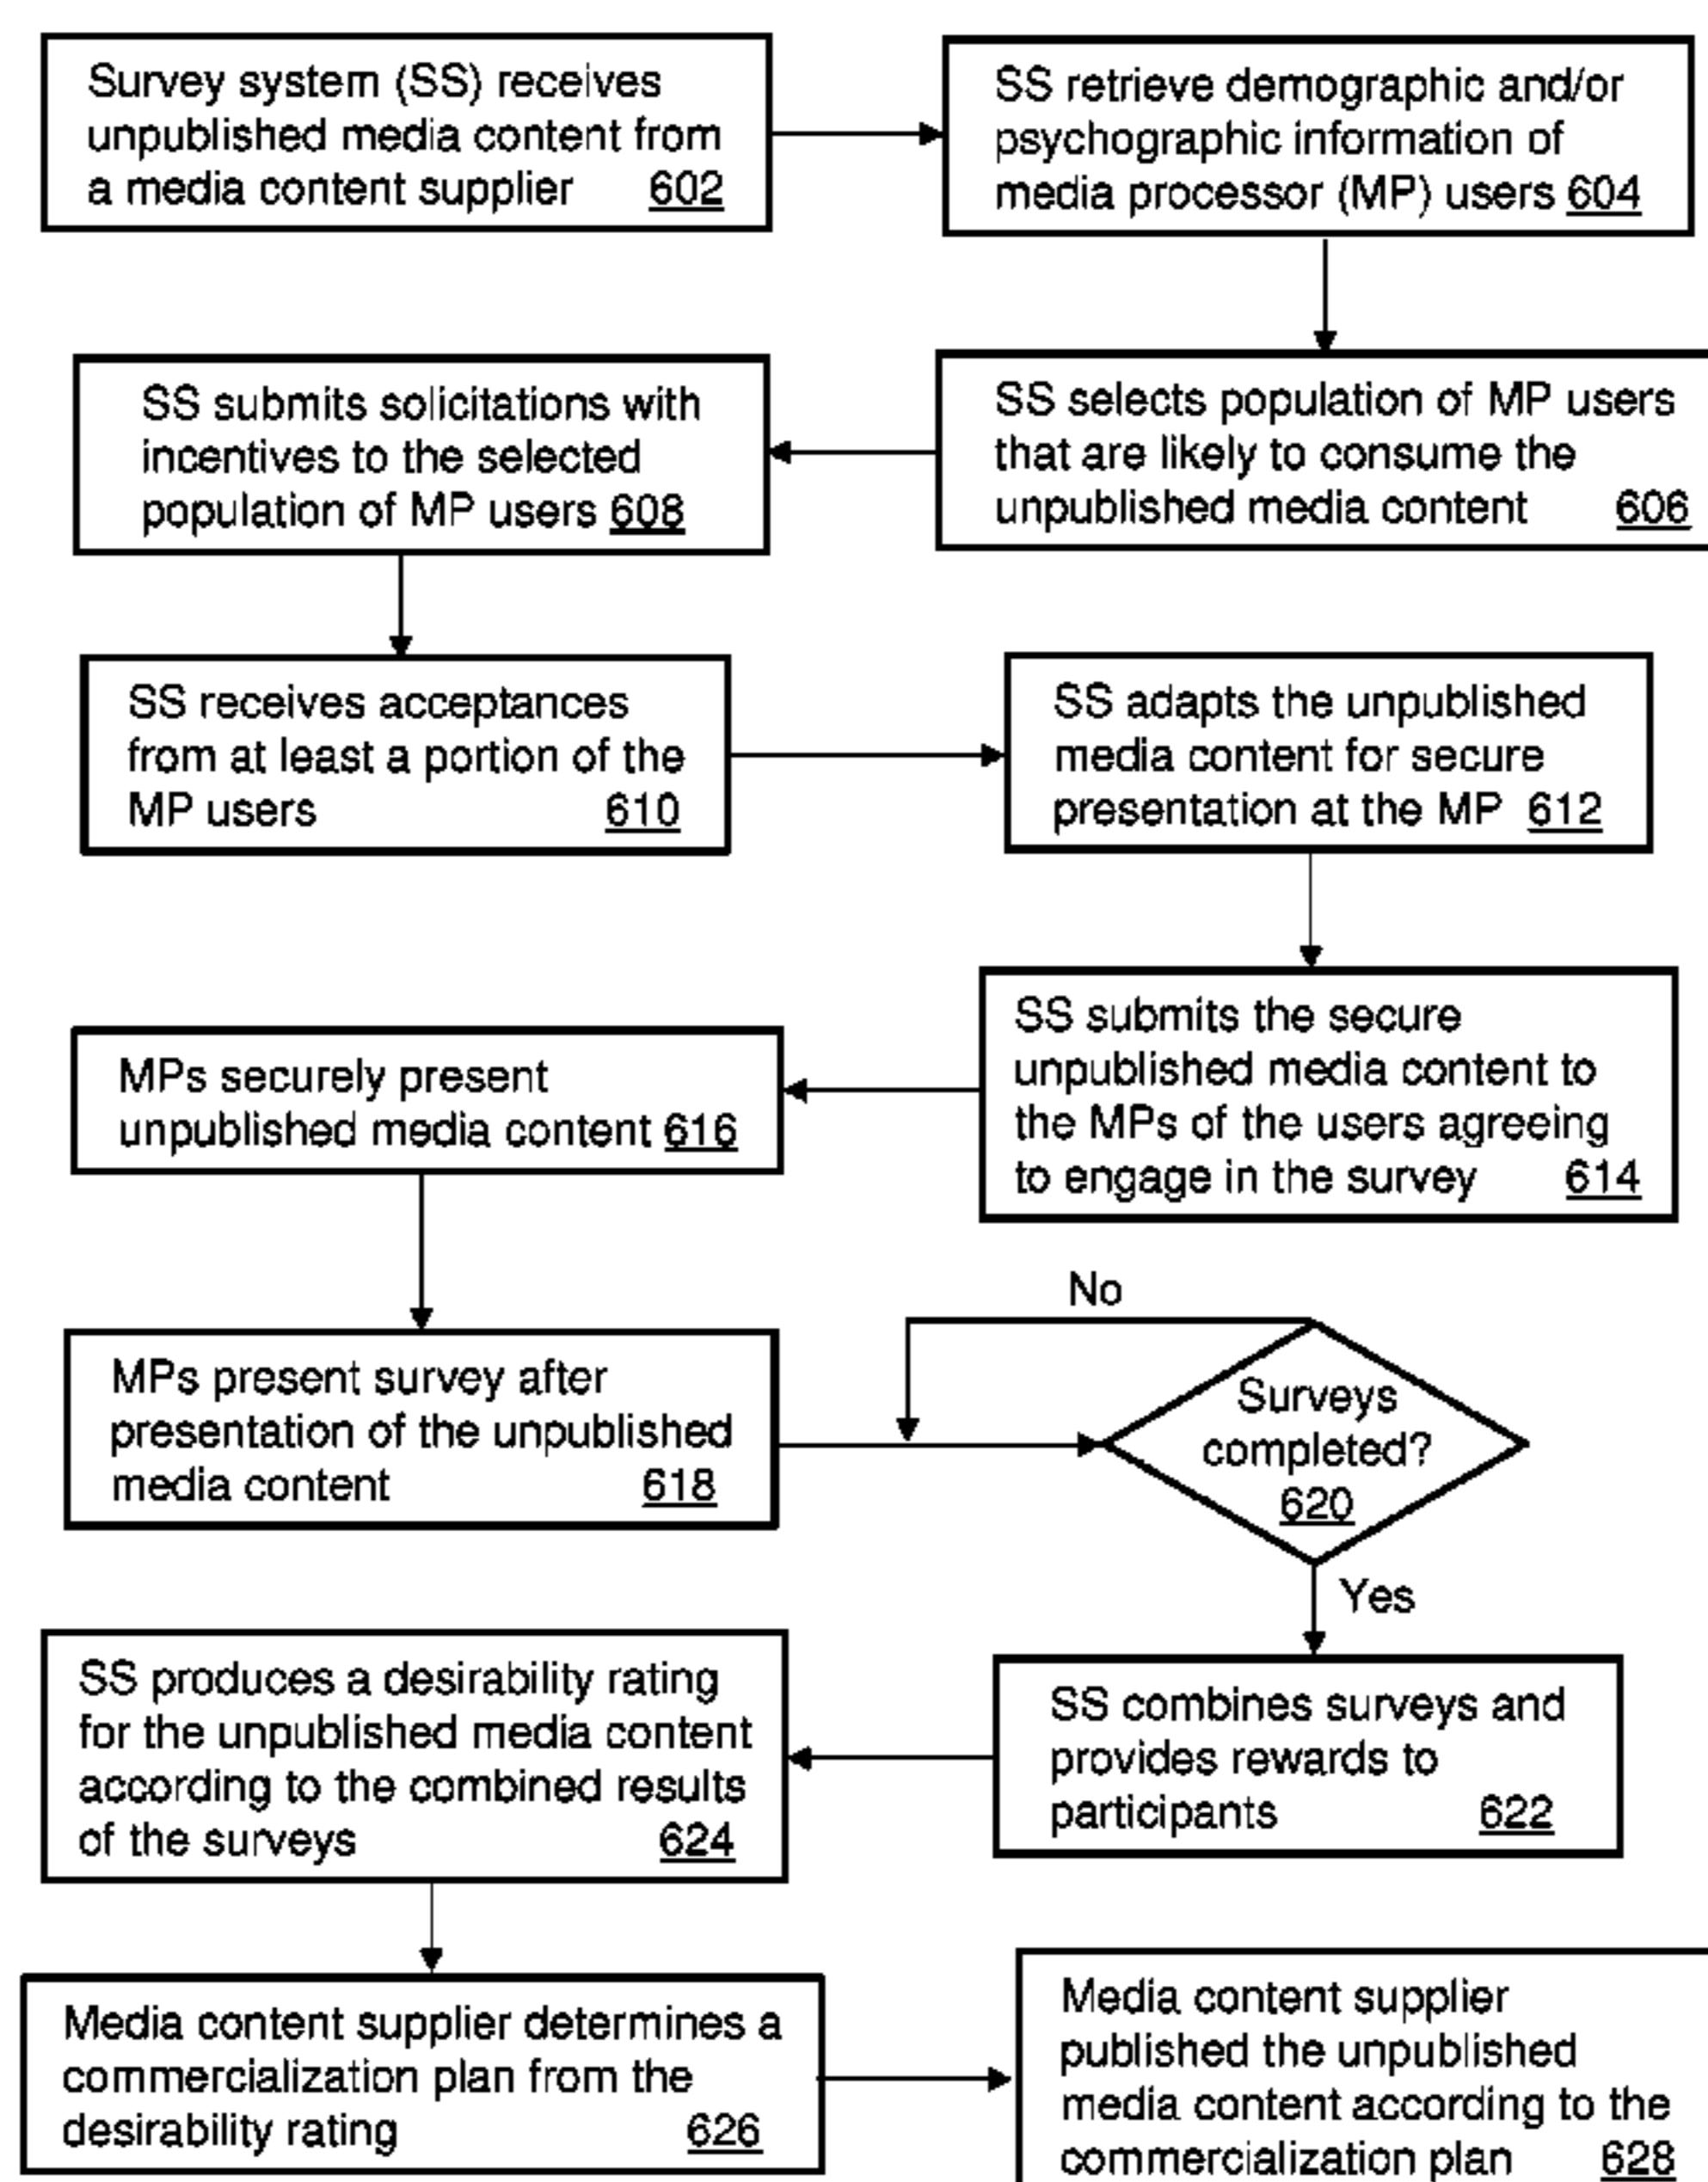 Survey system (SS) receives
unpublished media content from
a media content supplier 602
SS retrieve demographic and/or
psychographic information of
media processor (MP) users 604
SS selects population of MP users
that are likely to consume the
unpublished media content 606
SS submits solicitations with
incentives to the selected
population of MP users 608
SS receives acceptances
from at least a portion of the
MP users 610
SS adapts the unpublished
media content for secure
presentation at the MP 612
SS submits the secure
unpublished media content to
the MPs of the users agreeing
to engage in the survey 614
MPs securely present
unpublished media content 616
MPs present survey after
presentation of the unpublished
media content 618
No
Surveys
completed?
620
Yes
SS combines surveys and
provides rewards to
participants 622
SS produces a desirability rating
for the unpublished media content
according to the combined results
of the surveys 624
Media content supplier determines a
commercialization plan from the
desirability rating 626
Media content supplier
published the unpublished
media content according to the
commercialization plan 628